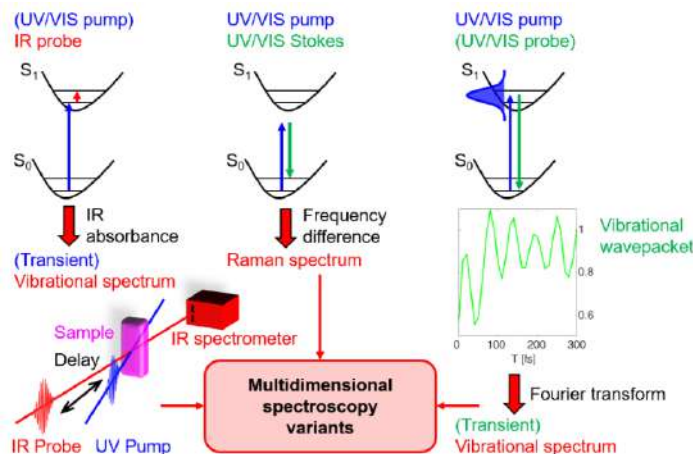 (UV/VIS pump)
IR probe
S1
S0
IR
absorbance
(Transient)
Vibrational spectrum
Sample
Delay
IR spectrometer
IR Probe
UV Pump
UV/VIS pump
UV/VIS Stokes
S1
S0
Frequency
difference
Raman spectrum
Multidimensional
spectroscopy
variants
UV/VIS pump
(UV/VIS probe)
S1
S0
Vibrational
wavepacket
1
0.8
0.6
0 100 200 300
T [fs]
Fourier transform
(Transient)
Vibrational spectrum